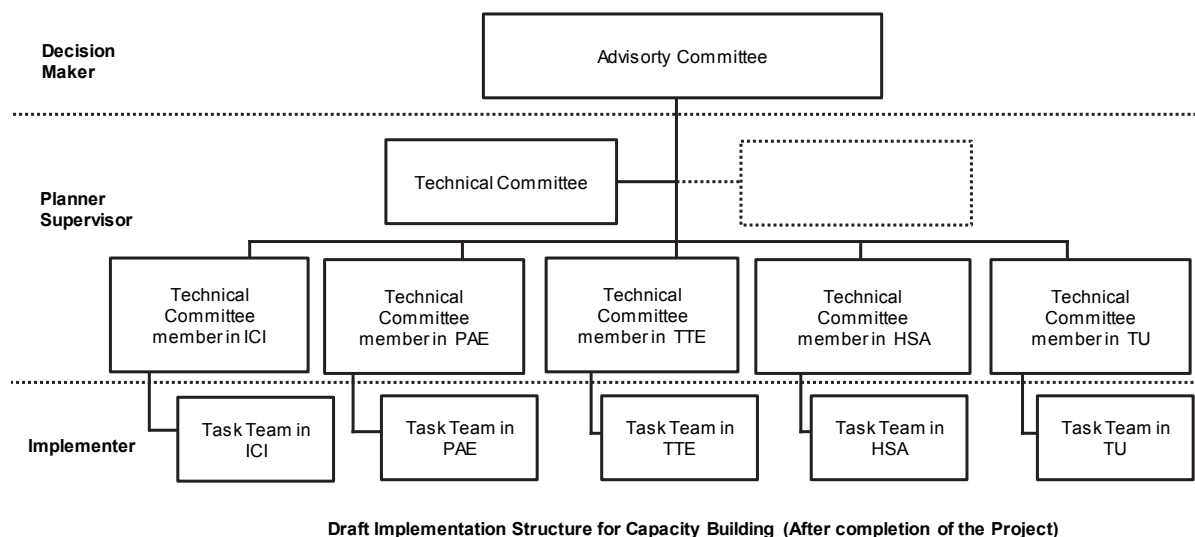 Decision
Maker
Advisorty Committee
Technical Committee
Planner
Supervisor
Technical
Committee
member in ICI
Technical
Committee
member in PAE
Technical
Committee
member in TTE
Technical
Committee
member in HSA
Technical
Committee
member in TU
Implementer
Task Team in
ICI
Task Team in
PAE
Task Team in
TTE
Task Team in
HSA
Task Team in
TU
Draft Implementation Structure for Capacity Building (After completion of the Project)